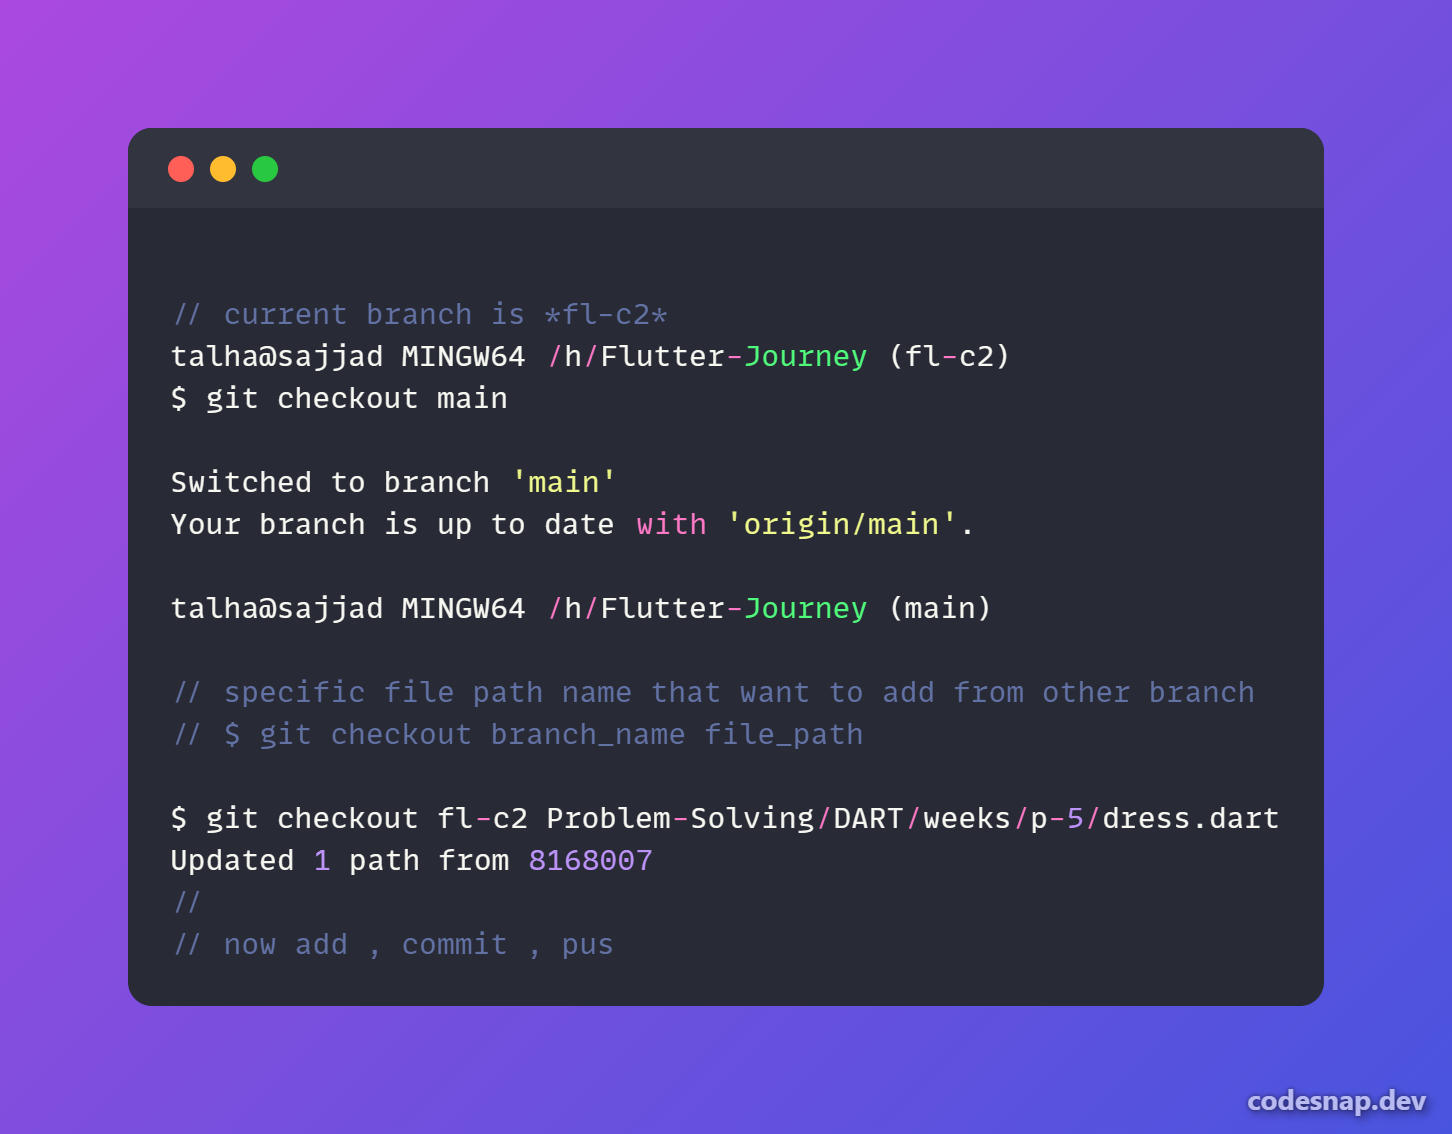 // current branch is *fl-c2*
talha@sajjad MINGW64 /h/Flutter-Journey (fl-c2)
$ git checkout main
Switched to branch 'main'
Your branch is up to date with 'origin/main'.
talha@sajjad MINGW64 /h/Flutter-Journey (main)
// specific file path name that want to add from other branch
// $ git checkout branch_name file_path
$ git checkout fl-c2 Problem-Solving/DART/weeks/p-5/dress.dart
Updated 1 path from 8168007
//
// now add , commit , pus
codesnap.dev